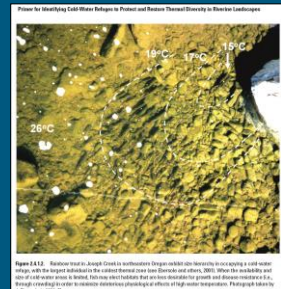 Primer for Identifying Cold-Water Refuges to Protect and Restore Thermal Diversity in Riverine Landscapes
19°C
17°C
15°C
26°C
Figure 2.4.1.2. Rainbow trout in Joseph Creek in northeastern Oregon exhibit size hierarchy in occupying a cold-water
refuge, with the largest individual in the coldest thermal zone (see Ebersole and others, 2001). When the availability and
size of cold-water areas is limited, fish may elect habitats that are less desirable for growth and disease resistance (i.e.,
through crowding) in order to minimize deleterious physiological effects of high water temperature. Photograph taken by